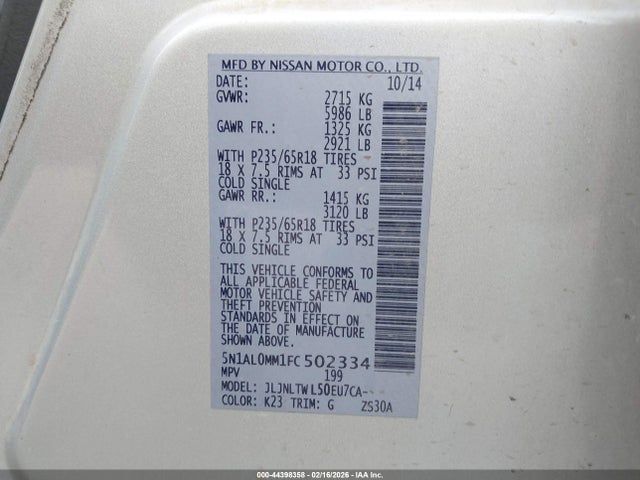 MFD BY NISSAN MOTOR CO., LTD.
DATE: 10/14
GVWR: 2715 KG
5986 LB
GAWR FR.: 1325 KG
2921 LB
WITH P235/65R18 TIRES
18 X 7.5 RIMS AT 33 PSI
COLD SINGLE
GAWR RR.: 1415 KG
3120 LB
WITH P235/65R18 TIRES
18 X 7.5 RIMS AT 33 PSI
COLD SINGLE
THIS VEHICLE CONFORMS TO
ALL APPLICABLE FEDERAL
MOTOR VEHICLE SAFETY AND
THEFT PREVENTION
STANDARDS IN EFFECT ON
THE DATE OF MANUFACTURE
SHOWN ABOVE.
5N1AL0MM1FC502334
MPV 199
MODEL: JLJNLTWL50EU7CA--
COLOR: K23 TRIM: G ZS30A
000-44398358 - 02/16/2026 - IAA Inc.